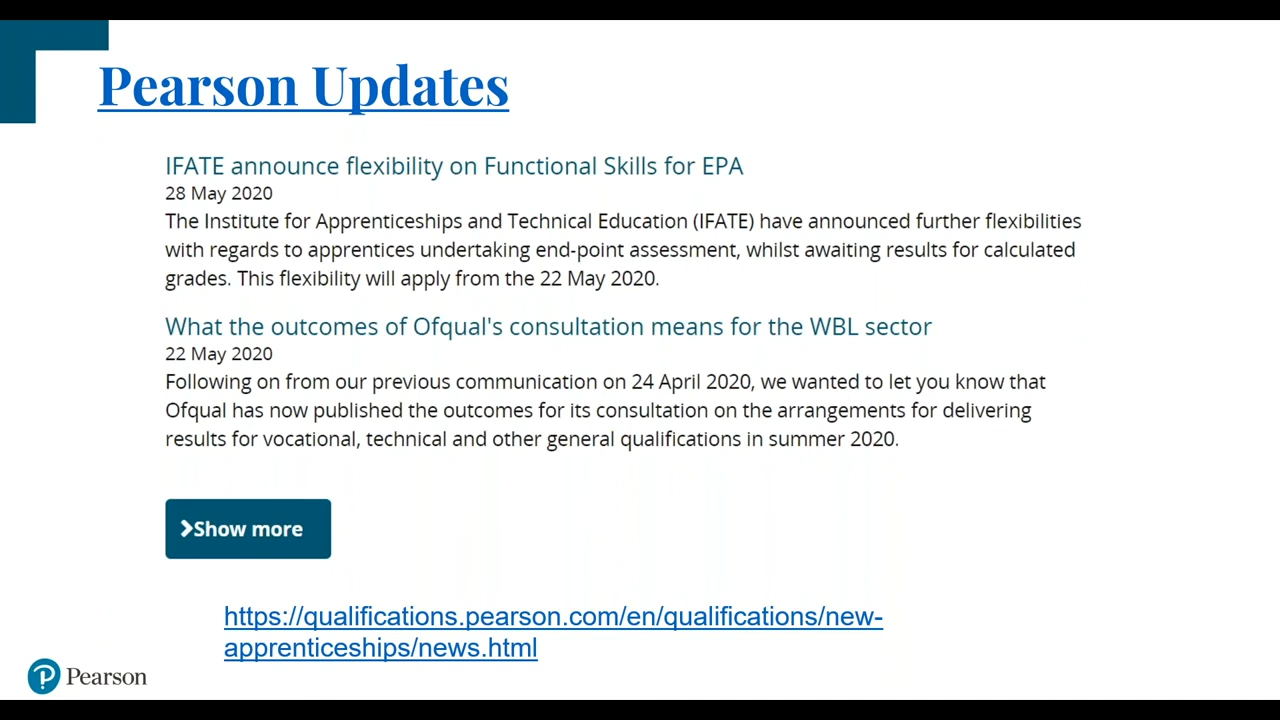 Pearson Updates
IFATE announce flexibility on Functional Skills for EPA
28 May 2020
The Institute for Apprenticeships and Technical Education (IFATE) have announced further flexibilities
with regards to apprentices undertaking end-point assessment, whilst awaiting results for calculated
grades. This flexibility will apply from the 22 May 2020.
What the outcomes of Ofqual's consultation means for the WBL sector
22 May 2020
Following on from our previous communication on 24 April 2020, we wanted to let you know that
Ofqual has now published the outcomes for its consultation on the arrangements for delivering
results for vocational, technical and other general qualifications in summer 2020.
Show more
https://qualifications.pearson.com/en/qualifications/new-
apprenticeships/news.html
Pearson